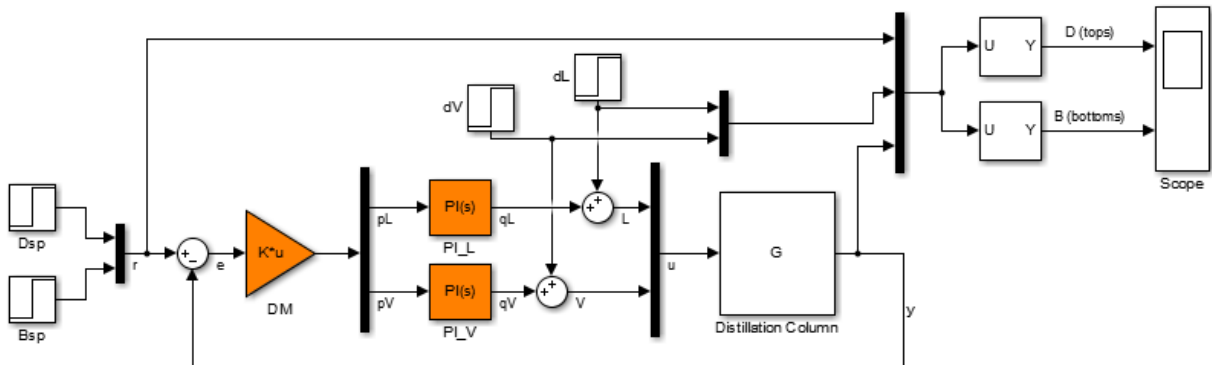 D (tops)
U Y
dL
dV
B (bottoms)
U Y
Scope
Dsp
pL
PI(s)
qL
L
PI_L
r
e
K*u
u
G
DM
pV
PI(s)
qV
V
PI_V
Distillation Column
y
Bsp